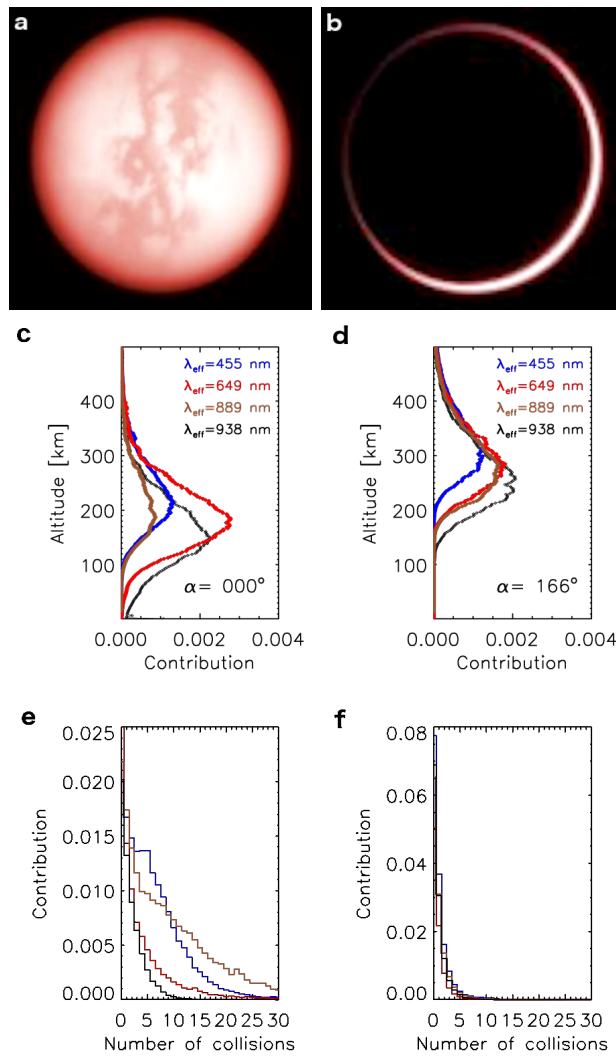 a
b
c
d
λeff=455 nm
λeff=649 nm
λeff=889 nm
λeff=938 nm
λeff=455 nm
λeff=649 nm
λeff=889 nm
λeff=938 nm
400
300
200
100
Altitude [km]
400
300
200
100
Altitude [km]
α= 000°
α= 166°
0.000 0.002 0.004
Contribution
0.000 0.002 0.004
Contribution
e
f
0.025
0.020
0.015
0.010
0.005
0.000
Contribution
0.08
0.06
0.04
0.02
0.00
Contribution
0 5 10 15 20 25 30
Number of collisions
0 5 10 15 20 25 30
Number of collisions